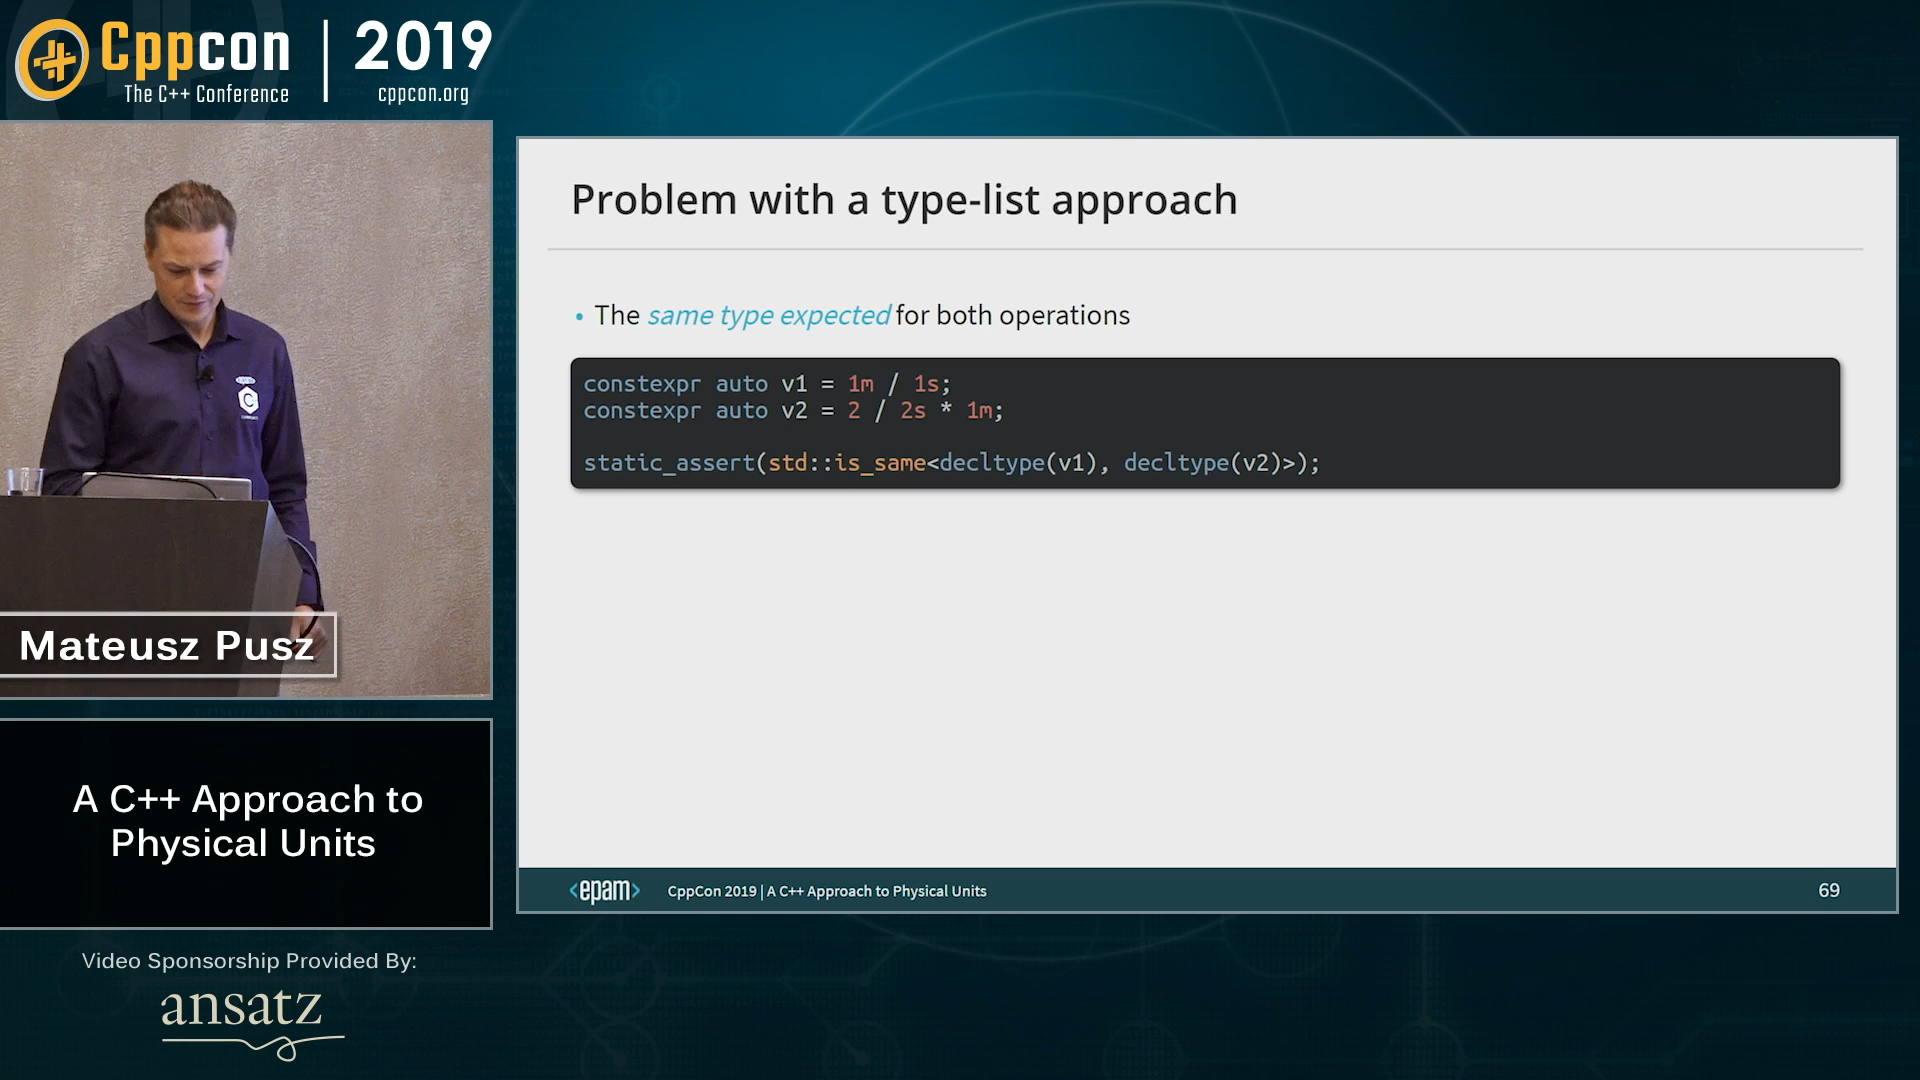 Cppcon | 2019
The C++ Conference
cppcon.org
Mateusz Pusz
A C++ Approach to
Physical Units
Video Sponsorship Provided By:
ansatz
Problem with a type-list approach
• The same type expected for both operations
constexpr auto v1 = 1m / 1s;
constexpr auto v2 = 2 / 2s * 1m;
static_assert(std::is_same<decltype(v1), decltype(v2)>);
<epam>
CppCon 2019 | A C++ Approach to Physical Units
69